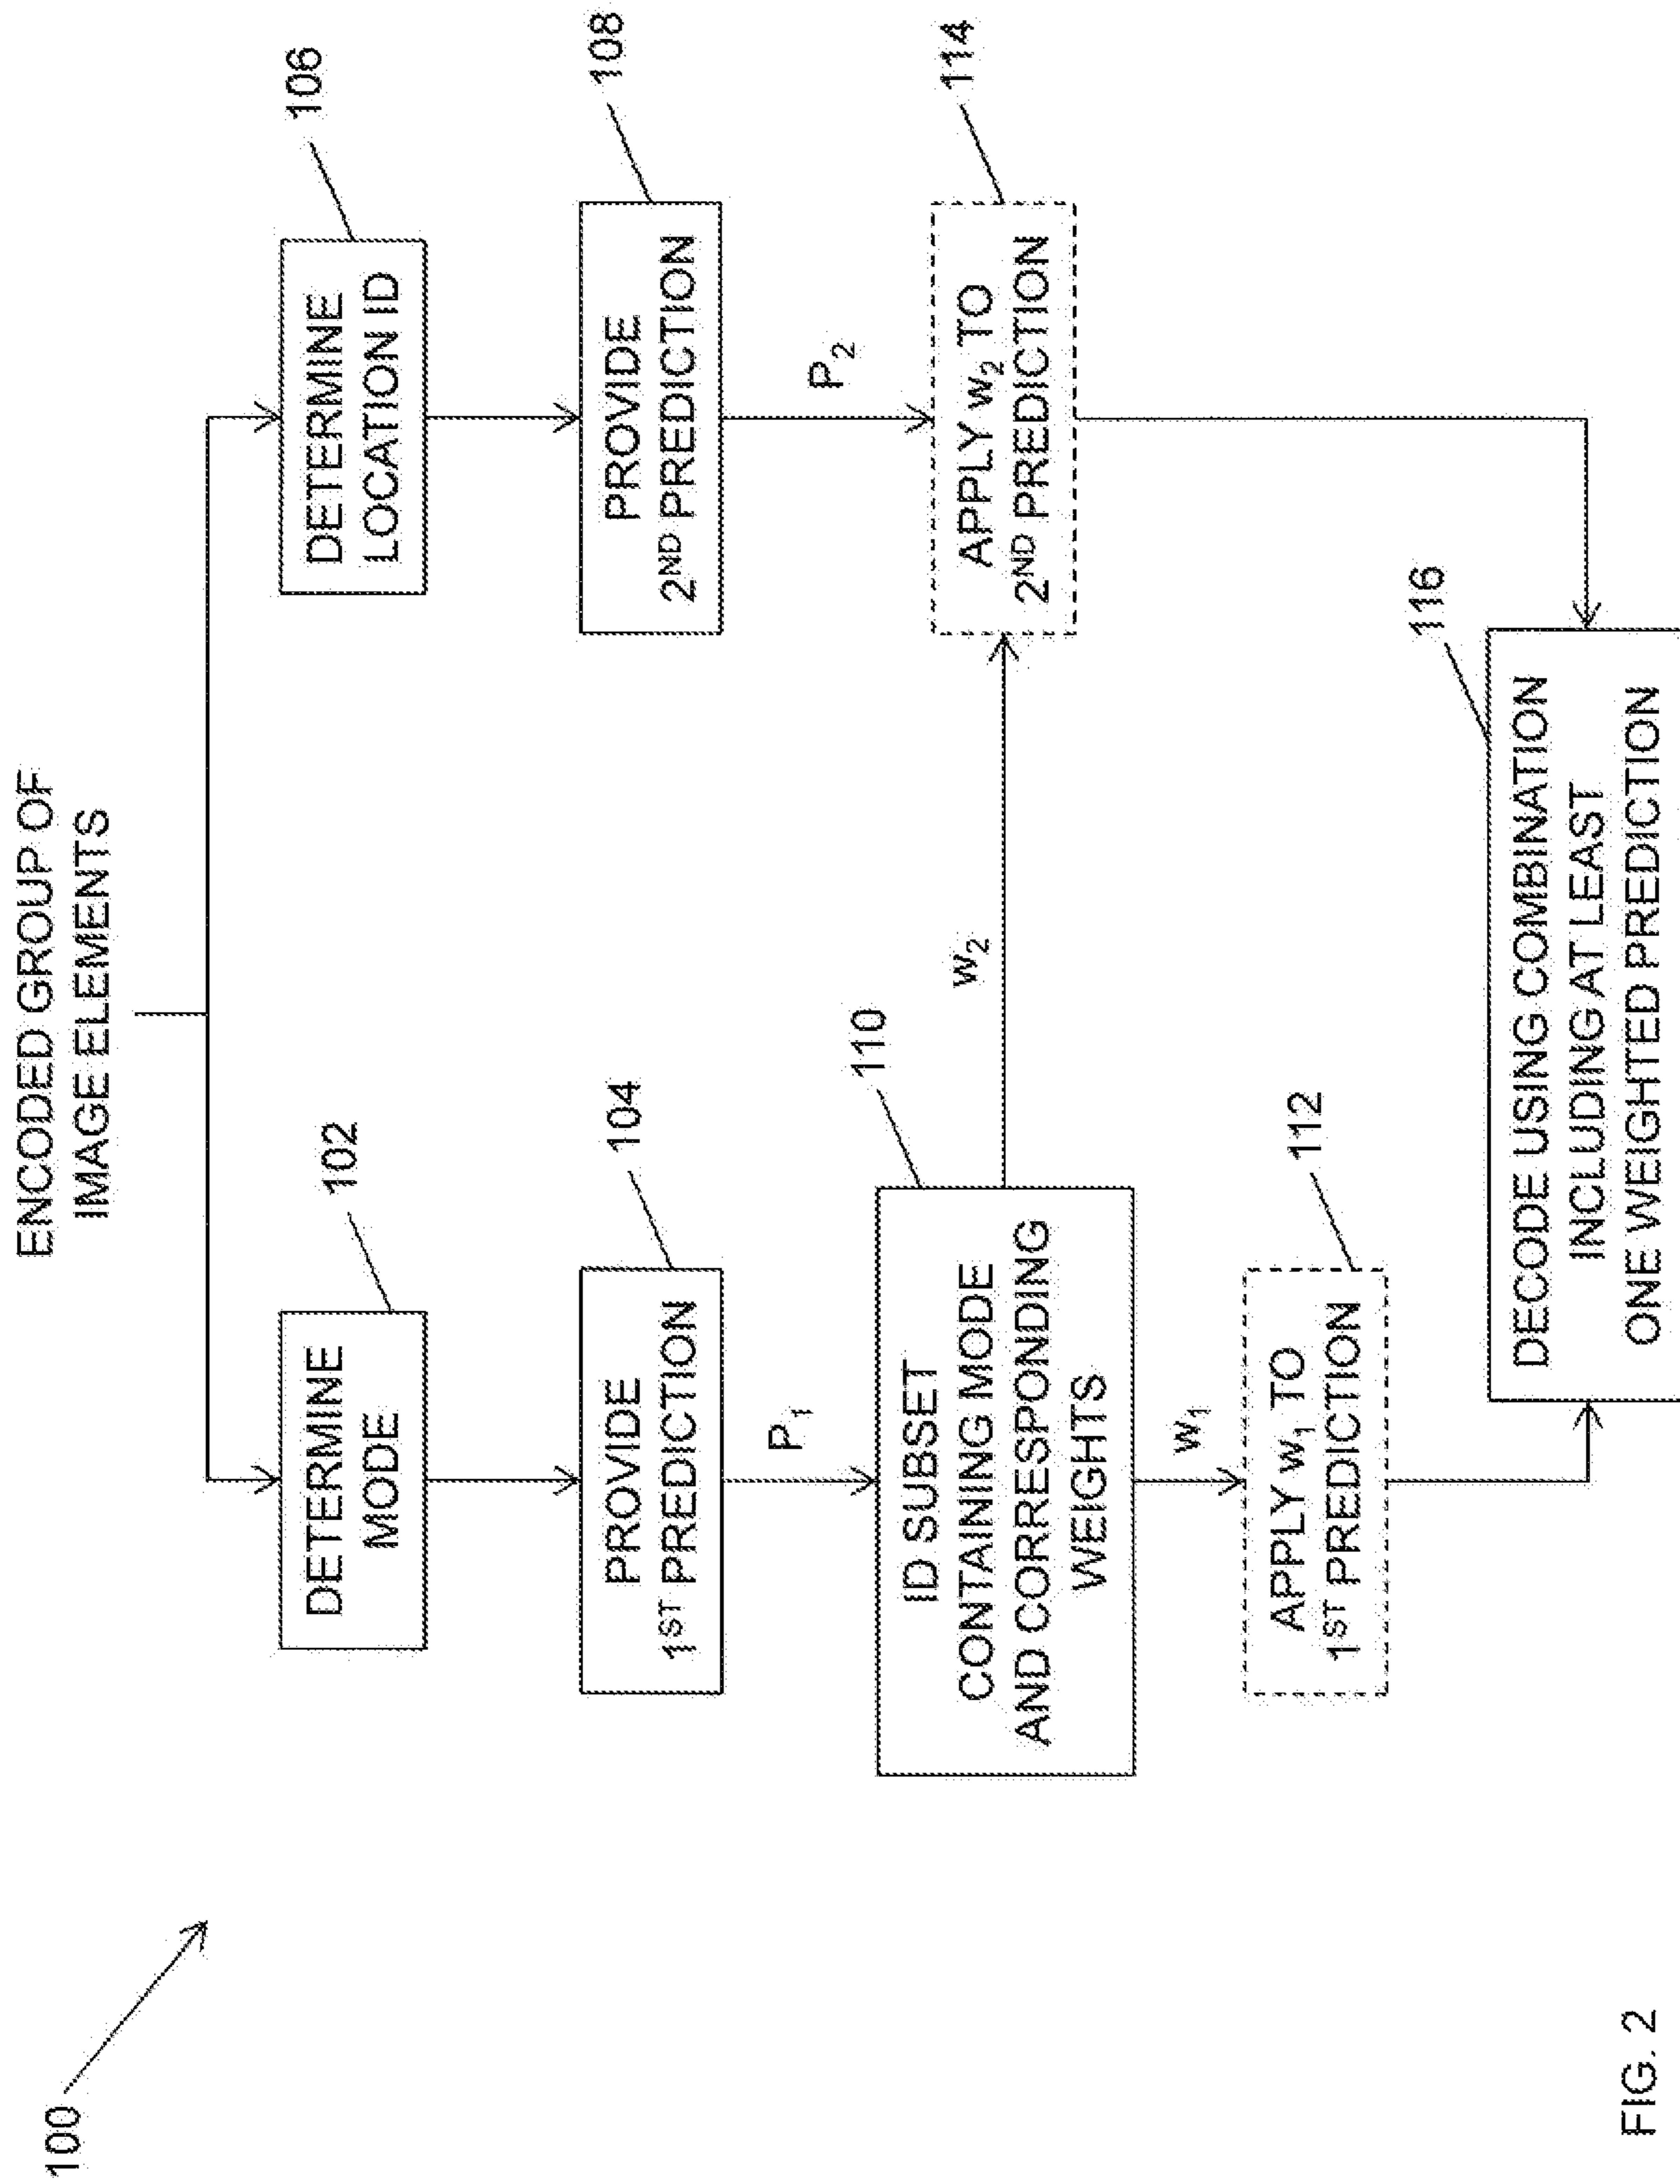 100
ENCODED GROUP OF
IMAGE ELEMENTS
102
DETERMINE
MODE
106
DETERMINE
LOCATION ID
104
PROVIDE
1ST PREDICTION
108
PROVIDE
2ND PREDICTION
P1
P2
110
ID SUBSET
CONTAINING MODE
AND CORRESPONDING
WEIGHTS
w2
114
APPLY w2 TO
2ND PREDICTION
w1
112
APPLY w1 TO
1ST PREDICTION
116
DECODE USING COMBINATION
INCLUDING AT LEAST
ONE WEIGHTED PREDICTION
FIG. 2